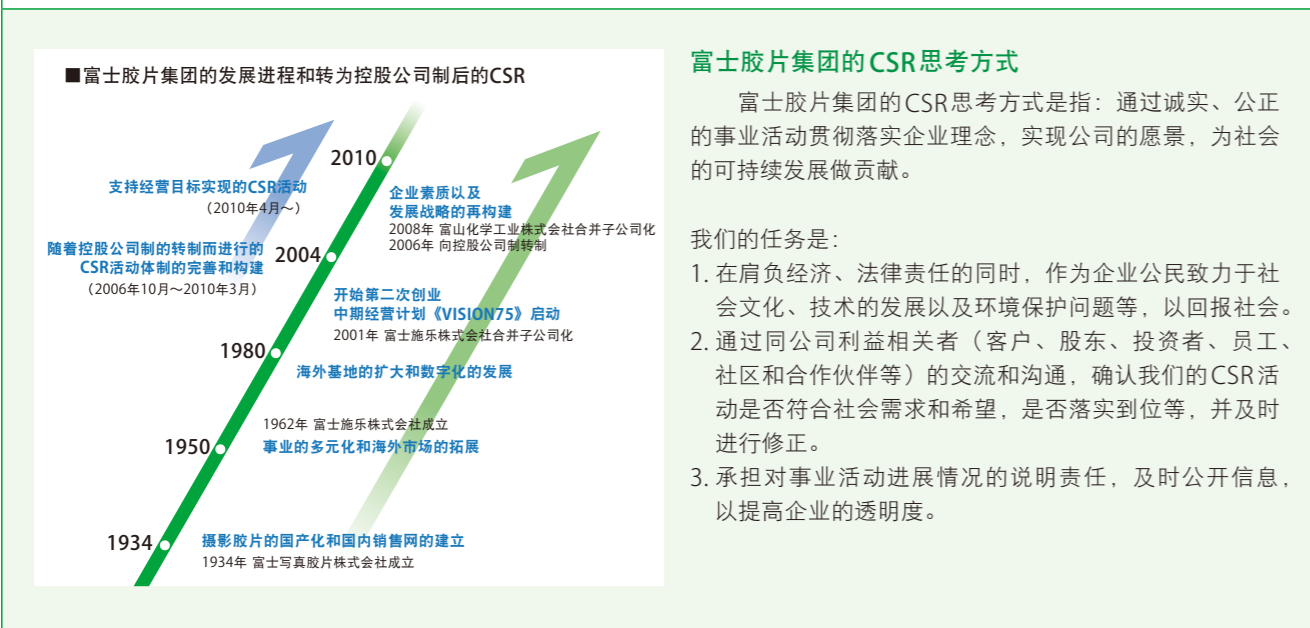 ■富士胶片集团的发展进程和转为控股公司制后的CSR
2010
支持经营目标实现的CSR活动
（2010年4月～）
企业素质以及
发展战略的再构建
2008年 富山化学工业株式会社合并子公司化
2006年 向控股公司制转制
随着控股公司制的转制而进行的
CSR活动体制的完善和构建
（2006年10月～2010年3月）
2004
开始第二次创业
中期经营计划《VISION75》启动
2001年 富士施乐株式会社合并子公司化
1980
海外基地的扩大和数字化的发展
1962年 富士施乐株式会社成立
1950
事业的多元化和海外市场的拓展
1934
摄影胶片的国产化和国内销售网的建立
1934年 富士写真胶片株式会社成立
富士胶片集团的CSR思考方式
富士胶片集团的CSR思考方式是指：通过诚实、公正
的事业活动贯彻落实企业理念，实现公司的愿景，为社会
的可持续发展做贡献。
我们的任务是：
1. 在肩负经济、法律责任的同时，作为企业公民致力于社
会文化、技术的发展以及环境保护问题等，以回报社会。
2. 通过同公司利益相关者（客户、股东、投资者、员工、
社区和合作伙伴等）的交流和沟通，确认我们的CSR活
动是否符合社会需求和希望，是否落实到位等，并及时
进行修正。
3. 承担对事业活动进展情况的说明责任，及时公开信息，
以提高企业的透明度。